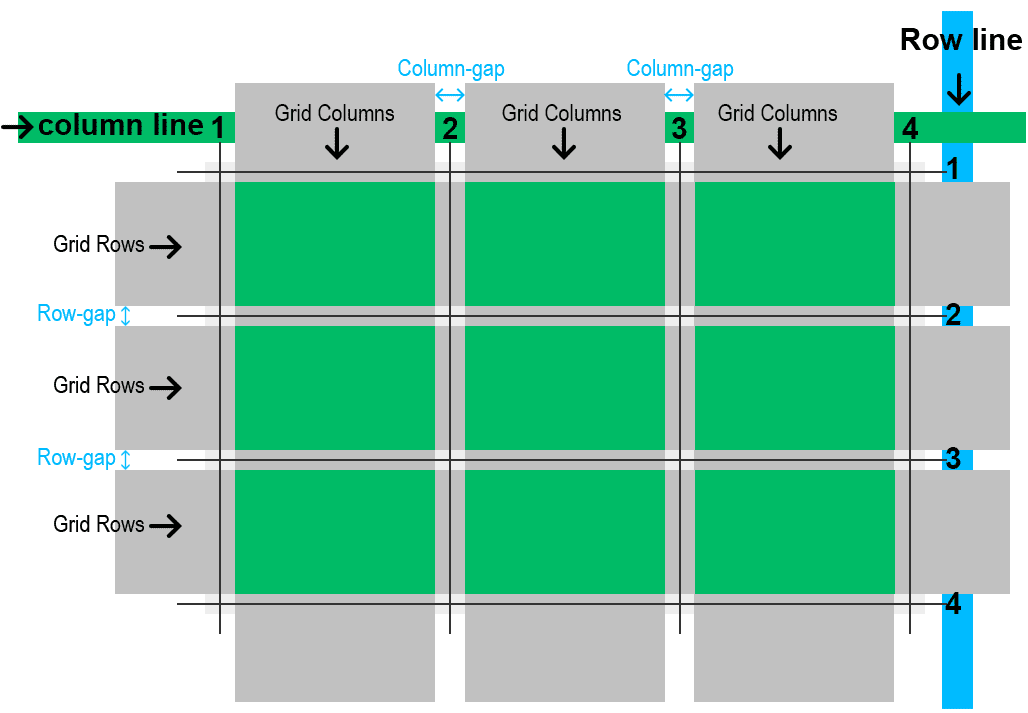 Row line
Column-gap
Column-gap
column line 1
Grid Columns
2
Grid Columns
3
Grid Columns
4
1
Grid Rows
Row-gap
2
Grid Rows
Row-gap
3
Grid Rows
4